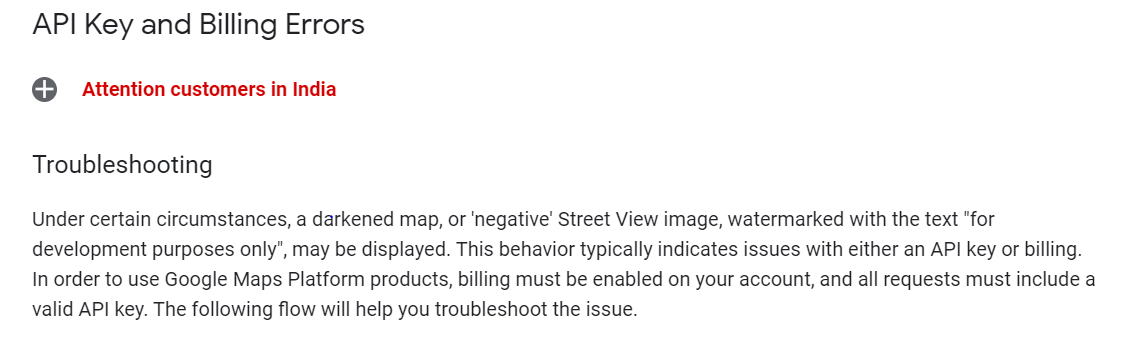 API Key and Billing Errors
Attention customers in India
Troubleshooting
Under certain circumstances, a darkened map, or 'negative' Street View image, watermarked with the text "for
development purposes only", may be displayed. This behavior typically indicates issues with either an API key or billing.
In order to use Google Maps Platform products, billing must be enabled on your account, and all requests must include a
valid API key. The following flow will help you troubleshoot the issue.